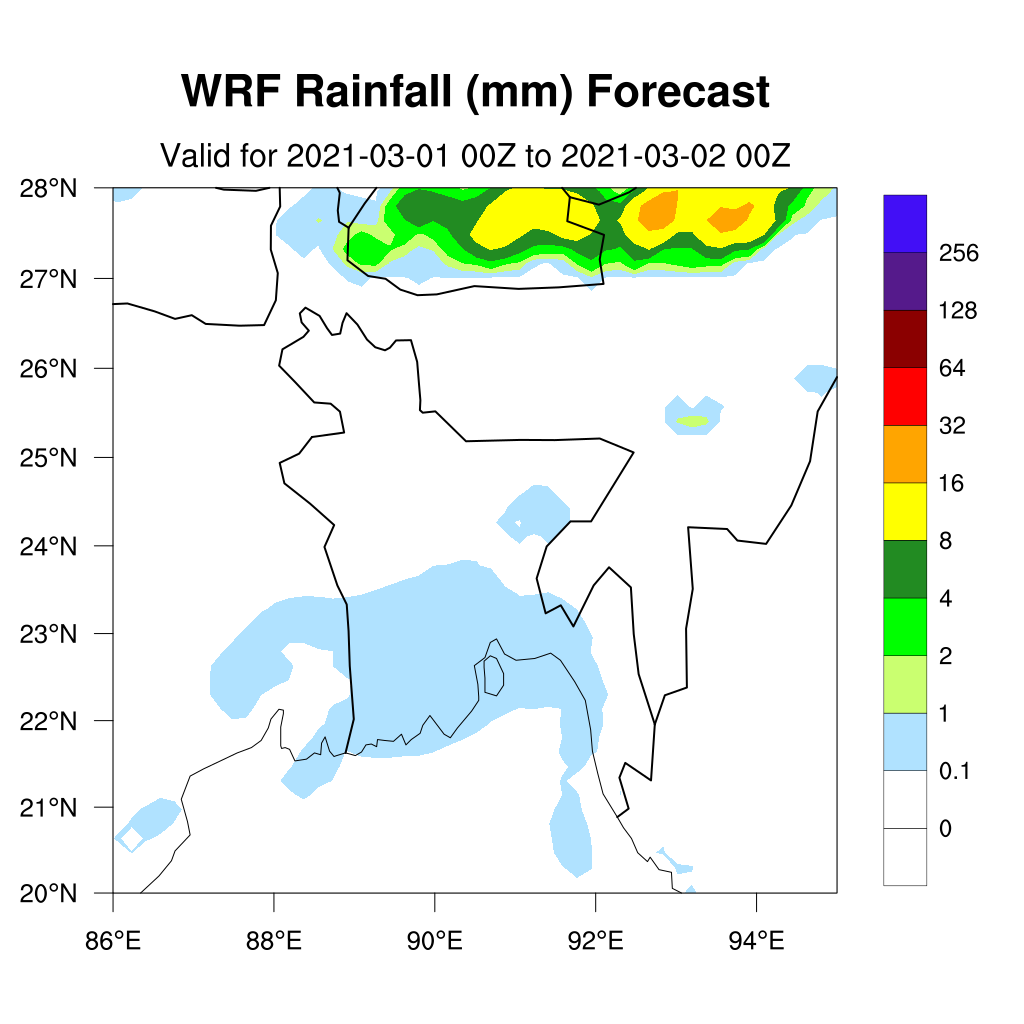 WRF Rainfall (mm) Forecast
Valid for 2021-03-01 00Z to 2021-03-02 00Z
28°N
27°N
26°N
25°N
24°N
23°N
22°N
21°N
20°N
86°E 88°E 90°E 92°E 94°E
256
128
64
32
16
8
4
2
1
0.1
0